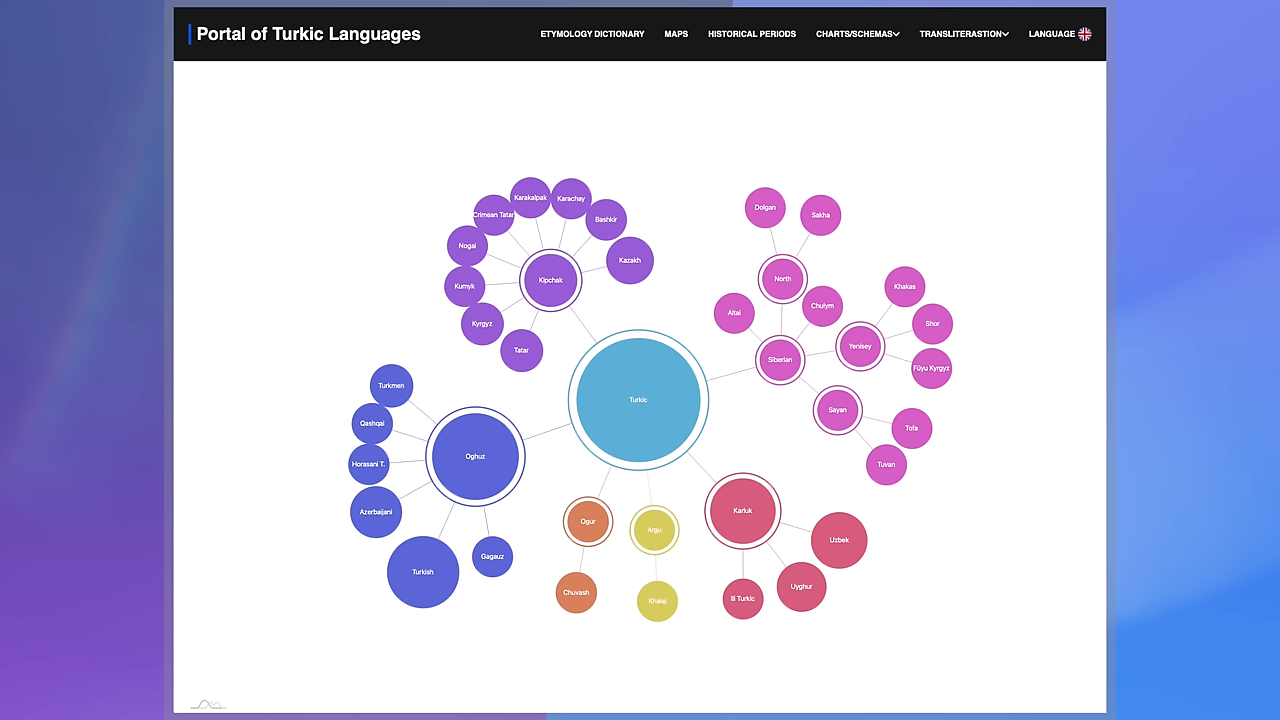 Portal of Turkic Languages
ETYMOLOGY DICTIONARY
MAPS
HISTORICAL PERIODS
CHARTS/SCHEMAS
TRANSLITERASTION
LANGUAGE
Karakalpak
Karachay
Crimean Tatar
Bashkir
Nogai
Kazakh
Kipchak
Kumyk
Kyrgyz
Tatar
Dolgan
Sakha
North
Khakas
Altai
Chulym
Shor
Siberian
Yenisey
Füyu Kyrgyz
Sayan
Tofa
Tuvan
Turkic
Turkmen
Qashqai
Oghuz
Horasani T.
Azerbaijani
Turkish
Gagauz
Ogur
Argu
Karluk
Chuvash
Khalaj
Ili Turkic
Uyghur
Uzbek